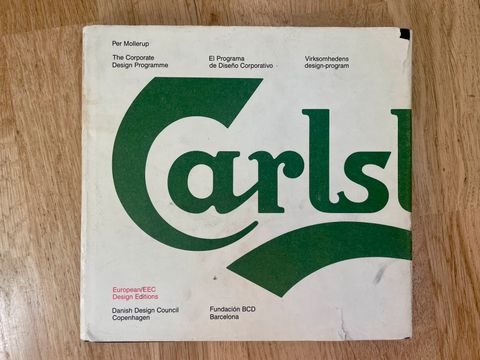 Per Mollerup
The Corporate
Design Programme
El Programa
de Diseño Corporativo
Virksomhedens
design-program
Carlsb
European/EEC
Design Editions
Danish Design Council
Copenhagen
Fundación BCD
Barcelona